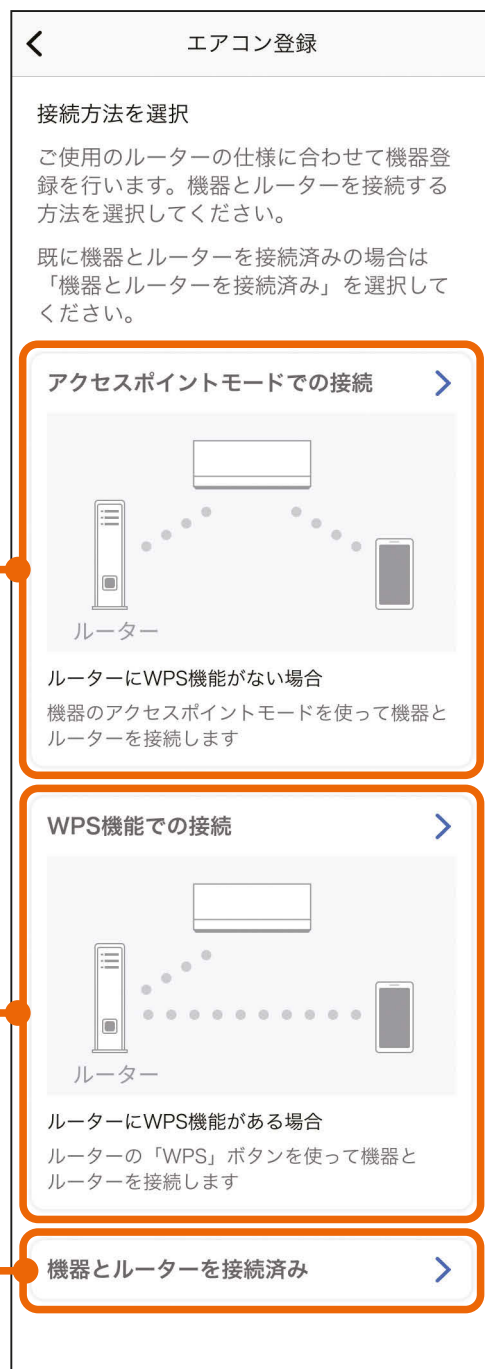 エアコン登録
接続方法を選択
ご使用のルーターの仕様に合わせて機器登
録を行います。機器とルーターを接続する
方法を選択してください。
既に機器とルーターを接続済みの場合は
「機器とルーターを接続済み」を選択して
ください。
アクセスポイントモードでの接続
ルーター
ルーターにWPS機能がない場合
機器のアクセスポイントモードを使って機器と
ルーターを接続します
WPS機能での接続
ルーター
ルーターにWPS機能がある場合
ルーターの「WPS」ボタンを使って機器と
ルーターを接続します
機器とルーターを接続済み